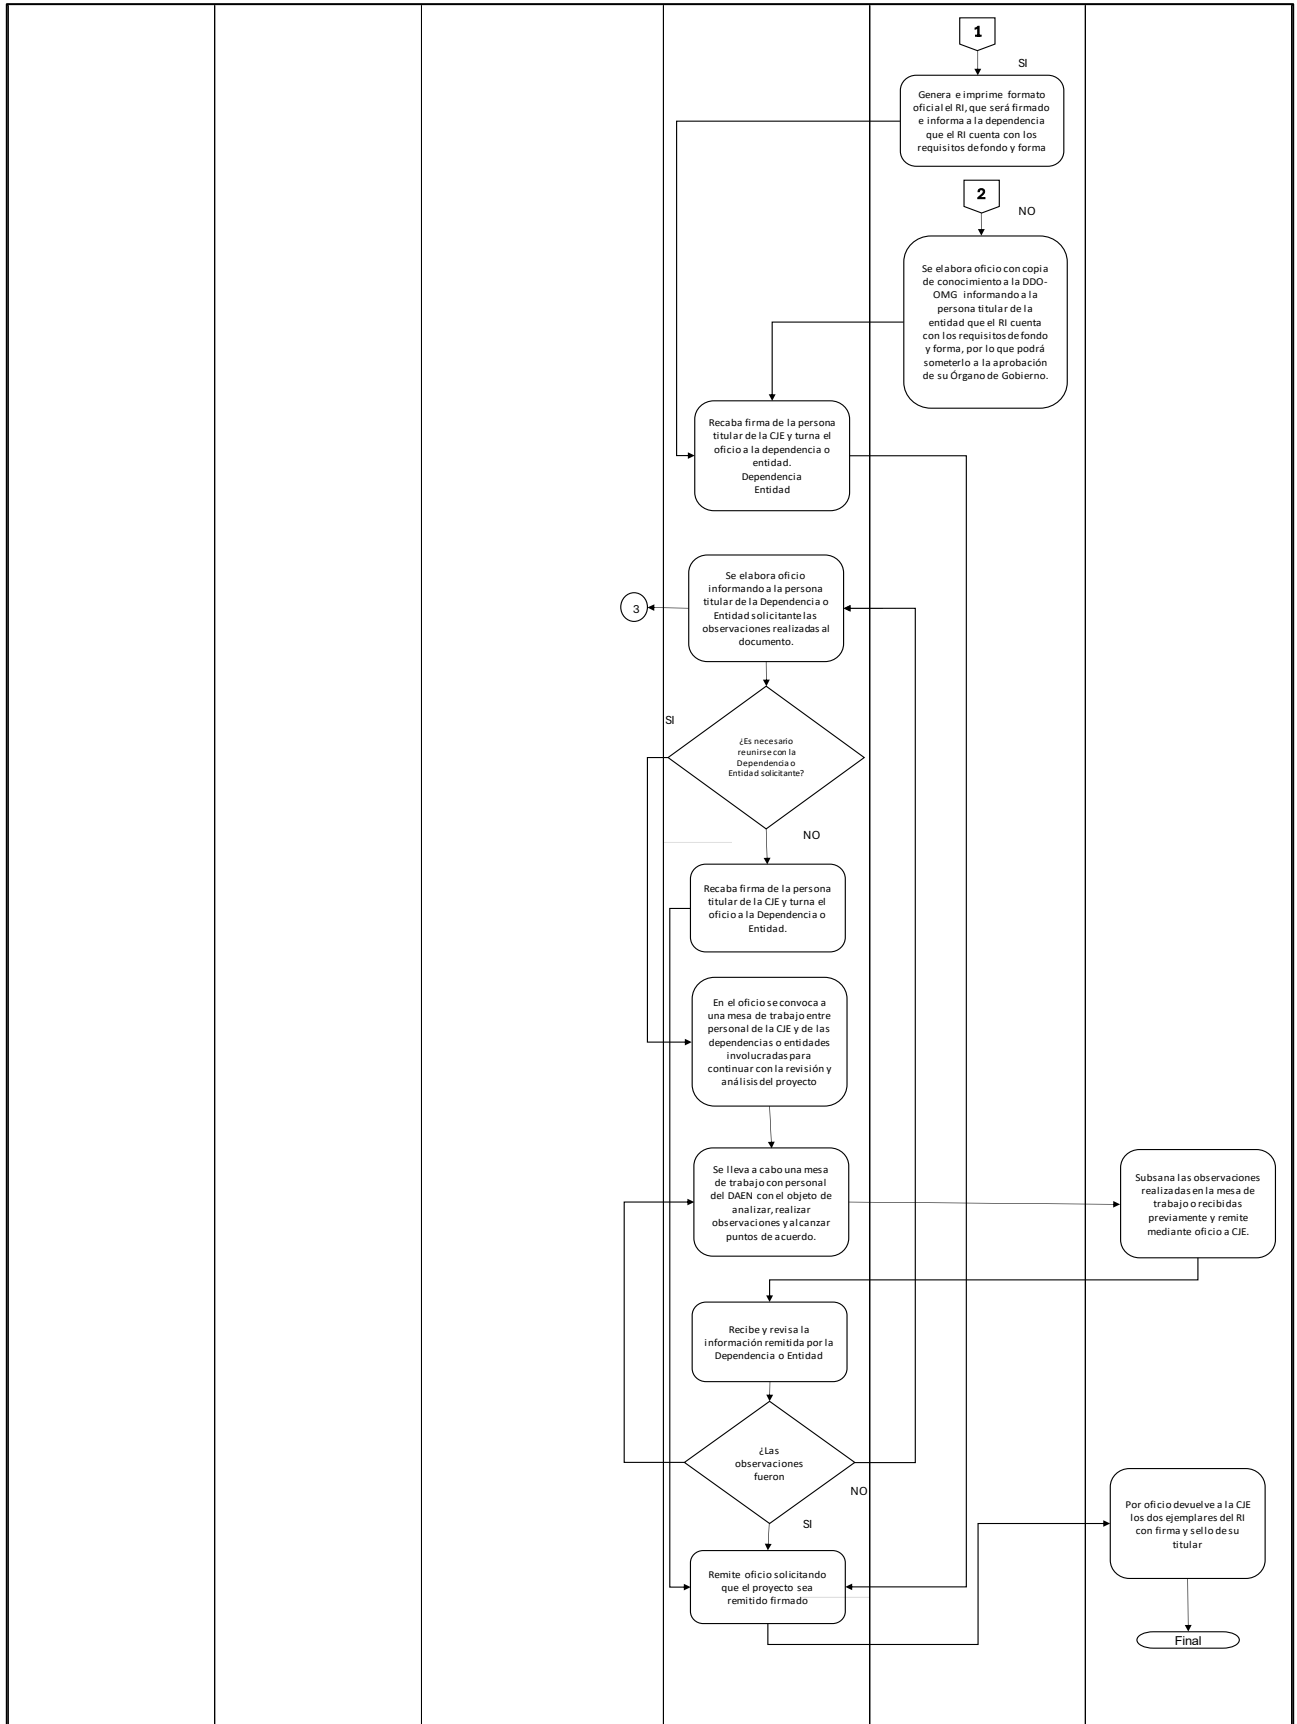 1
SI
Genera e imprime formato
oficial el RI, que será firmado
e informa a la dependencia
que el RI cuenta con los
requisitos de fondo y forma
2
NO
Se elabora oficio con copia
de conocimiento a la DDO-
OMG informando a la
persona titular de la
entidad que el RI cuenta
con los requisitos de fondo
y forma, por lo que podrá
someterlo a la aprobación
de su Órgano de Gobierno.
Recaba firma de la persona
titular de la CJE y turna el
oficio a la dependencia o
entidad.
Dependencia
Entidad
Se elabora oficio
informando a la persona
titular de la Dependencia o
Entidad solicitante las
observaciones realizadas al
documento.
3
SI
¿Es necesario
reunirse con la
Dependencia o
Entidad solicitante?
NO
Recaba firma de la persona
titular de la CJE y turna el
oficio a la Dependencia o
Entidad.
En el oficio se convoca a
una mesa de trabajo entre
personal de la CJE y de las
dependencias o entidades
involucradas para
continuar con la revisión y
análisis del proyecto
Se lleva a cabo una mesa
de trabajo con personal
del DAEN con el objeto de
analizar, realizar
observaciones y alcanzar
puntos de acuerdo.
Subsana las observaciones
realizadas en la mesa de
trabajo o recibidas
previamente y remite
mediante oficio a CJE.
Recibe y revisa la
información remitida por la
Dependencia o Entidad
¿Las
observaciones
fueron
NO
SI
Remite oficio solicitando
que el proyecto sea
remitido firmado
Por oficio devuelve a la CJE
los dos ejemplares del RI
con firma y sello de su
titular
Final